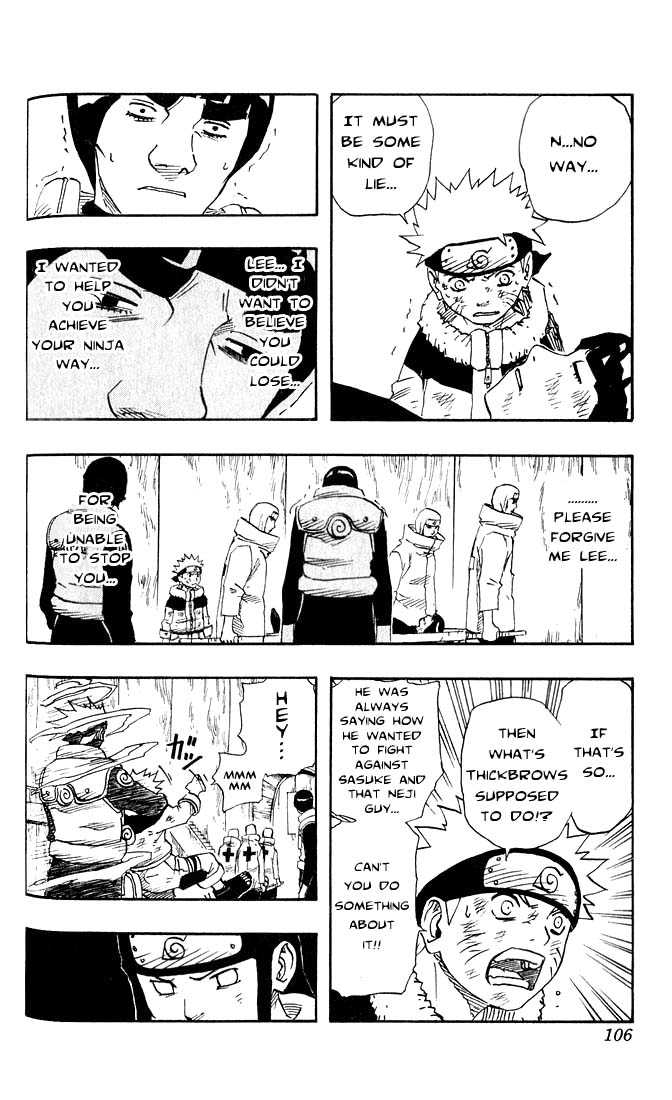 N...NO
WAY...
IT MUST
BE SOME
KIND OF
LIE...
LEE... I
DIDN'T
WANT TO
BELIEVE
YOU
COULD
LOSE...
I WANTED
TO HELP
YOU
ACHIEVE
YOUR NINJA
WAY...
.........
PLEASE
FORGIVE
ME LEE...
FOR
BEING
UNABLE
TO STOP
YOU...
IF
THAT'S
SO...
THEN
WHAT'S
THICKBROWS
SUPPOSED
TO DO!?
HE WAS
ALWAYS
SAYING HOW
HE WANTED
TO FIGHT
AGAINST
SASUKE AND
THAT NEJI
GUY...
CAN'T
YOU DO
SOMETHING
ABOUT
IT!!
HEY...
MMM
MM
ガッ
106